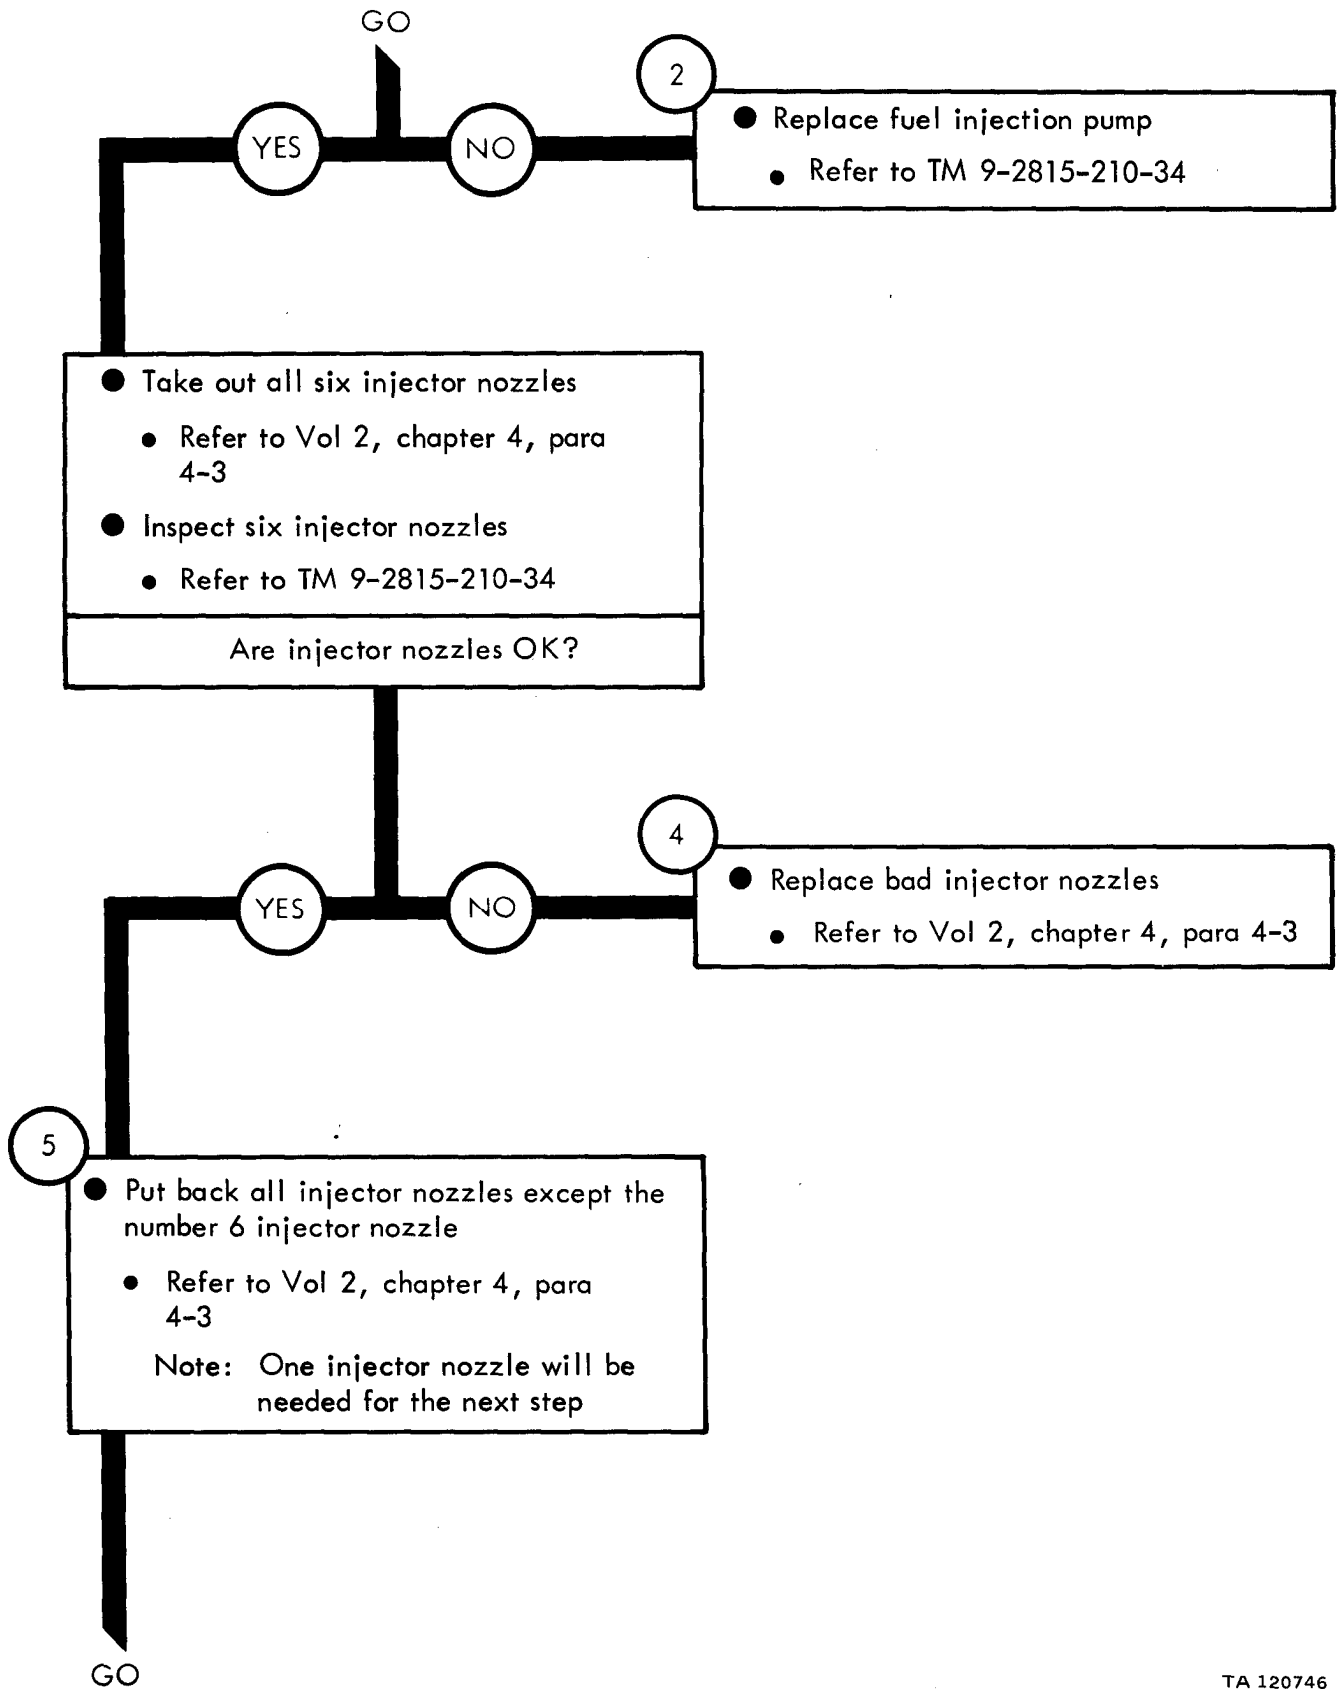 GO
YES
NO
2
● Replace fuel injection pump
● Refer to TM 9-2815-210-34
● Take out all six injector nozzles
● Refer to Vol 2, chapter 4, para
4-3
● Inspect six injector nozzles
● Refer to TM 9-2815-210-34
Are injector nozzles OK?
YES
NO
4
● Replace bad injector nozzles
● Refer to Vol 2, chapter 4, para 4-3
5
● Put back all injector nozzles except the
number 6 injector nozzle
● Refer to Vol 2, chapter 4, para
4-3
Note: One injector nozzle will be
needed for the next step
GO
TA 120746